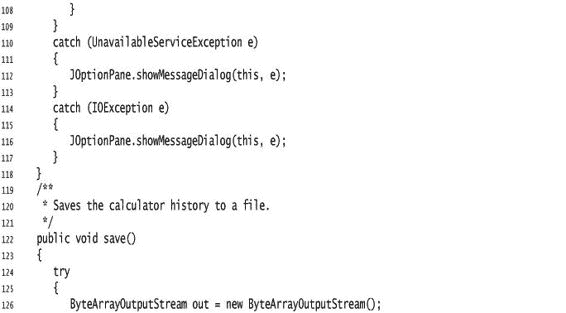 108         }
109      }
110      catch (UnavailableServiceException e)
111      {
112         JOptionPane.showMessageDialog(this, e);
113      }
114      catch (IOException e)
115      {
116         JOptionPane.showMessageDialog(this, e);
117      }
118   }
119   /**
120    * Saves the calculator history to a file.
121    */
122   public void save()
123   {
124      try
125      {
126         ByteArrayOutputStream out = new ByteArrayOutputStream();